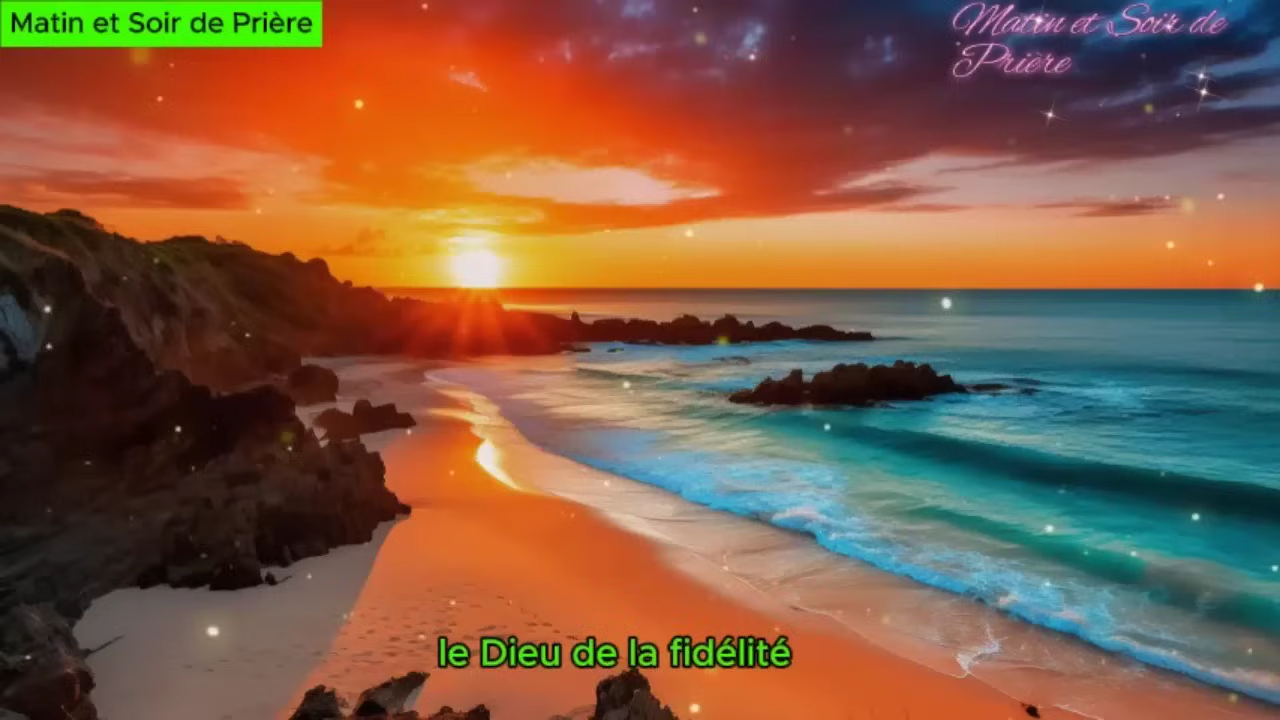 Matin et Soir de Prière
Matin et Soir de
Prière
le Dieu de la fidélité